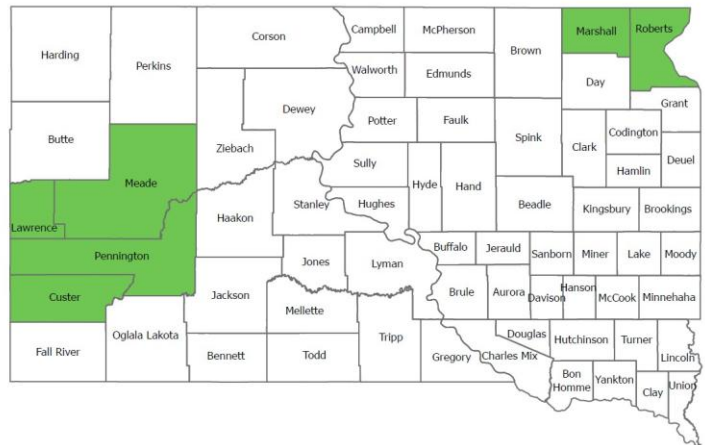 Campbell
McPherson
Marshall
Roberts
Corson
Harding
Perkins
Brown
Walworth
Edmunds
Day
Dewey
Grant
Butte
Potter
Faulk
Spink
Codington
Ziebach
Clark
Deuel
Sully
Hamlin
Meade
Hyde
Hand
Stanley
Hughes
Beadle
Kingsbury
Brookings
Haakon
Lawrence
Buffalo
Jerauld
Sanborn
Miner
Lake
Moody
Pennington
Jones
Lyman
Hanson
Brule
Aurora
Davison
McCook
Minnehaha
Custer
Jackson
Mellette
Oglala Lakota
Douglas
Hutchinson
Turner
Tripp
Fall River
Bennett
Todd
Gregory
Charles Mix
Lincoln
Bon
Homme
Yankton
Clay
Union